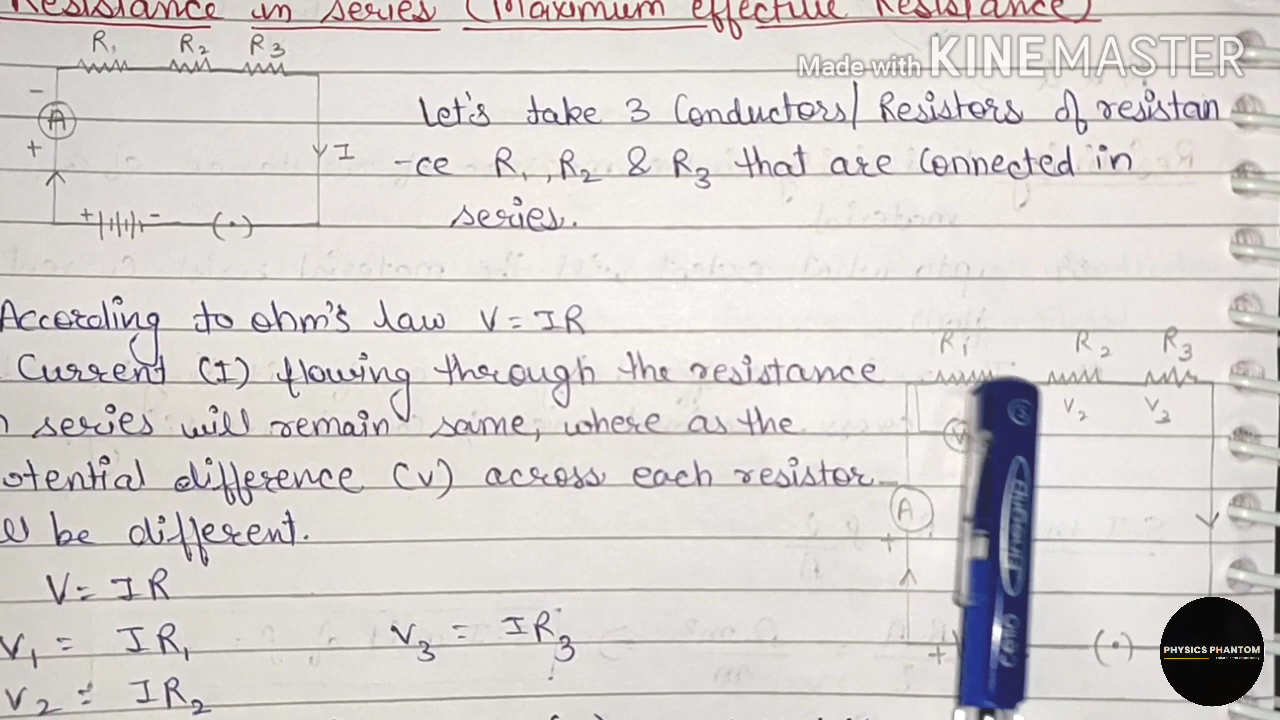 Resistance in series (Maximum effective Resistance)
R1 R2 R3
Made with KINEMASTER
-
A
+
I
+ -
(.)
Let's take 3 Conductors/Resistors of resistan
-ce R1, R2 & R3 that are connected in
series.
According to ohm's law V = IR
Current (I) flowing through the resistance
series will remain same, where as the
otential difference (v) across each resistor
be different.
V = IR
V1 = IR1
V3 = IR3
V2 = IR2
R1 R2 R3
V2 V3
V
A
+
+
(.)
cello
PHYSICS PHANTOM